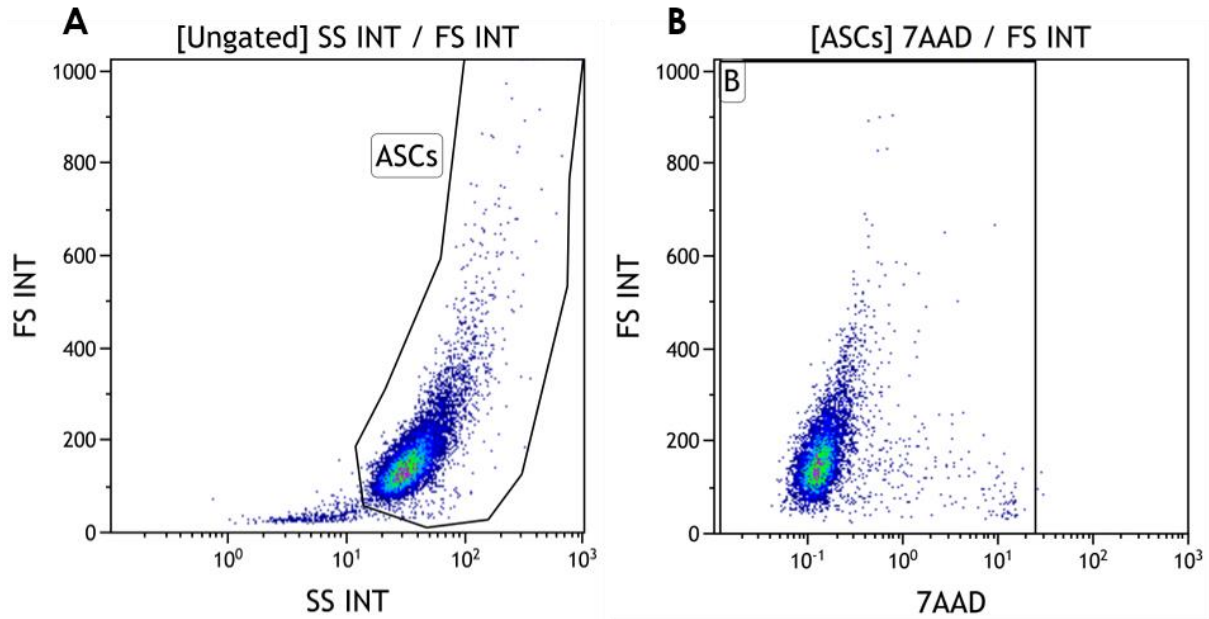 A
[Ungated] SS INT / FS INT
1000
800
600
400
200
0
FS INT
ASCs
10⁰
10¹
10²
10³
SS INT
B
[ASCs] 7AAD / FS INT
1000
800
600
400
200
0
FS INT
B
10⁻¹
10⁰
10¹
10²
10³
7AAD